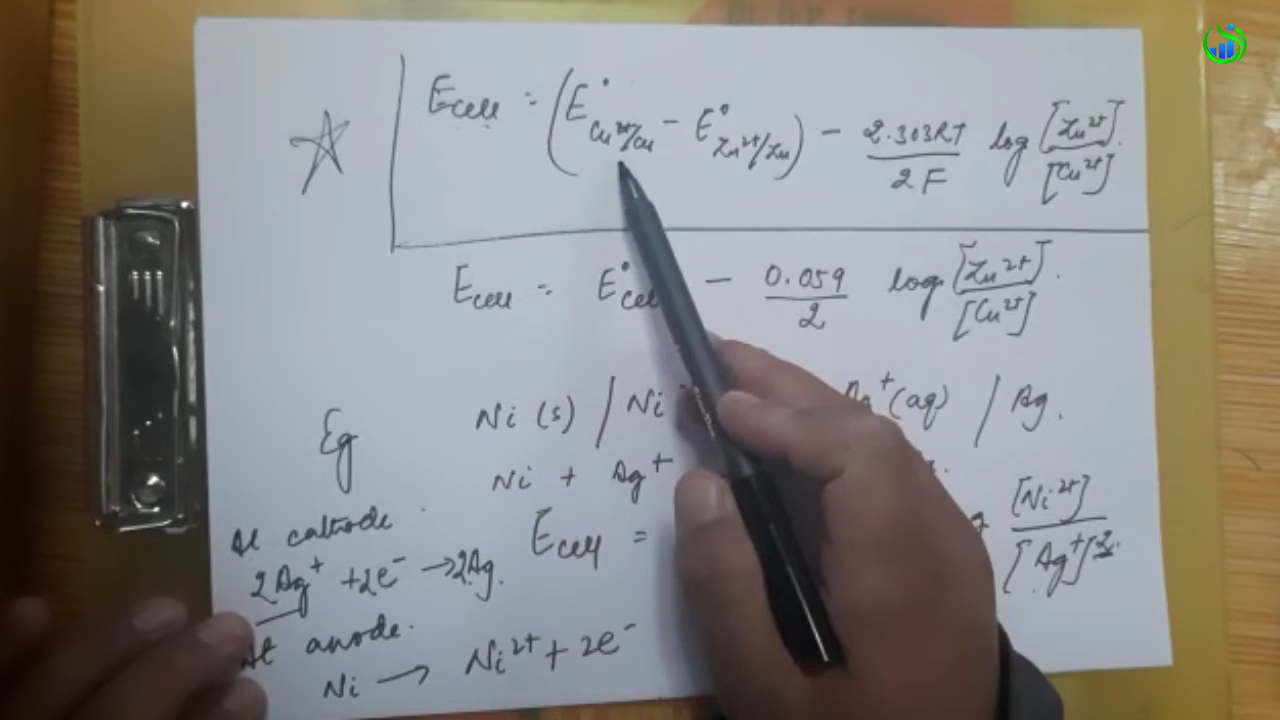 Ecell = (E°Cu²⁺/Cu − E°Zn²⁺/Zn) − 2.303RT/2F log [Zn²⁺]/[Cu²⁺].
Ecell = E°Cel − 0.059/2 log [Zn²⁺]/[Cu²⁺].
Eg Ni (s) / Ni Ag⁺(aq) / Ag.
Ni + Ag⁺
Ecell = [Ni²⁺]/[Ag⁺]².
At cathode
2Ag⁺ + 2e⁻ → 2Ag.
At anode.
Ni → Ni²⁺ + 2e⁻